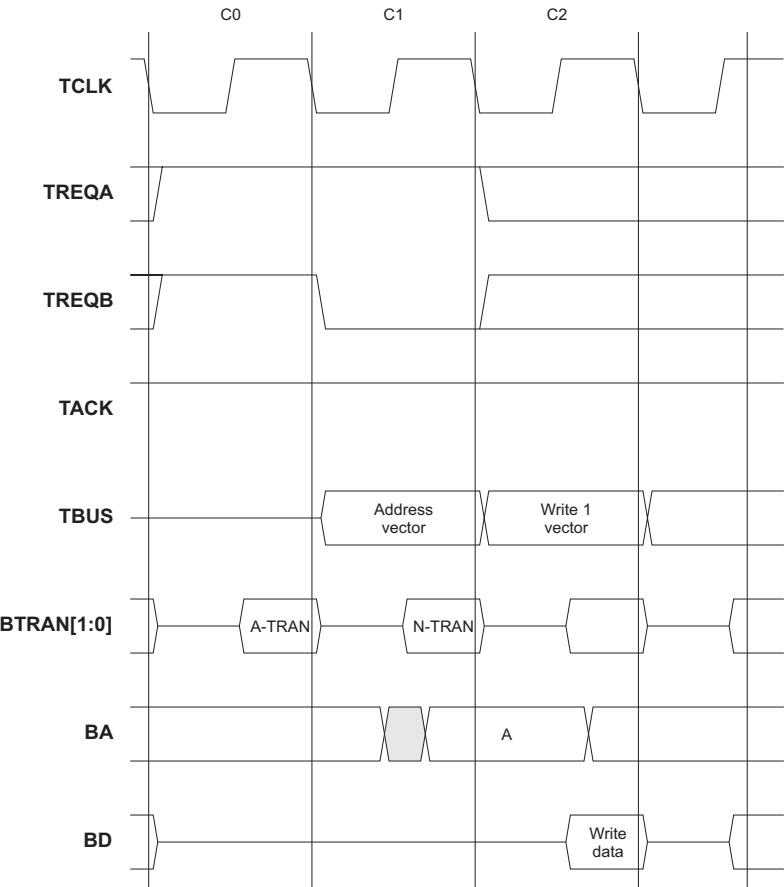 C0 C1 C2
TCLK
TREQA
TREQB
TACK
TBUS
Address
vector
Write 1
vector
BTRAN[1:0]
A-TRAN
N-TRAN
BA
A
BD
Write
data